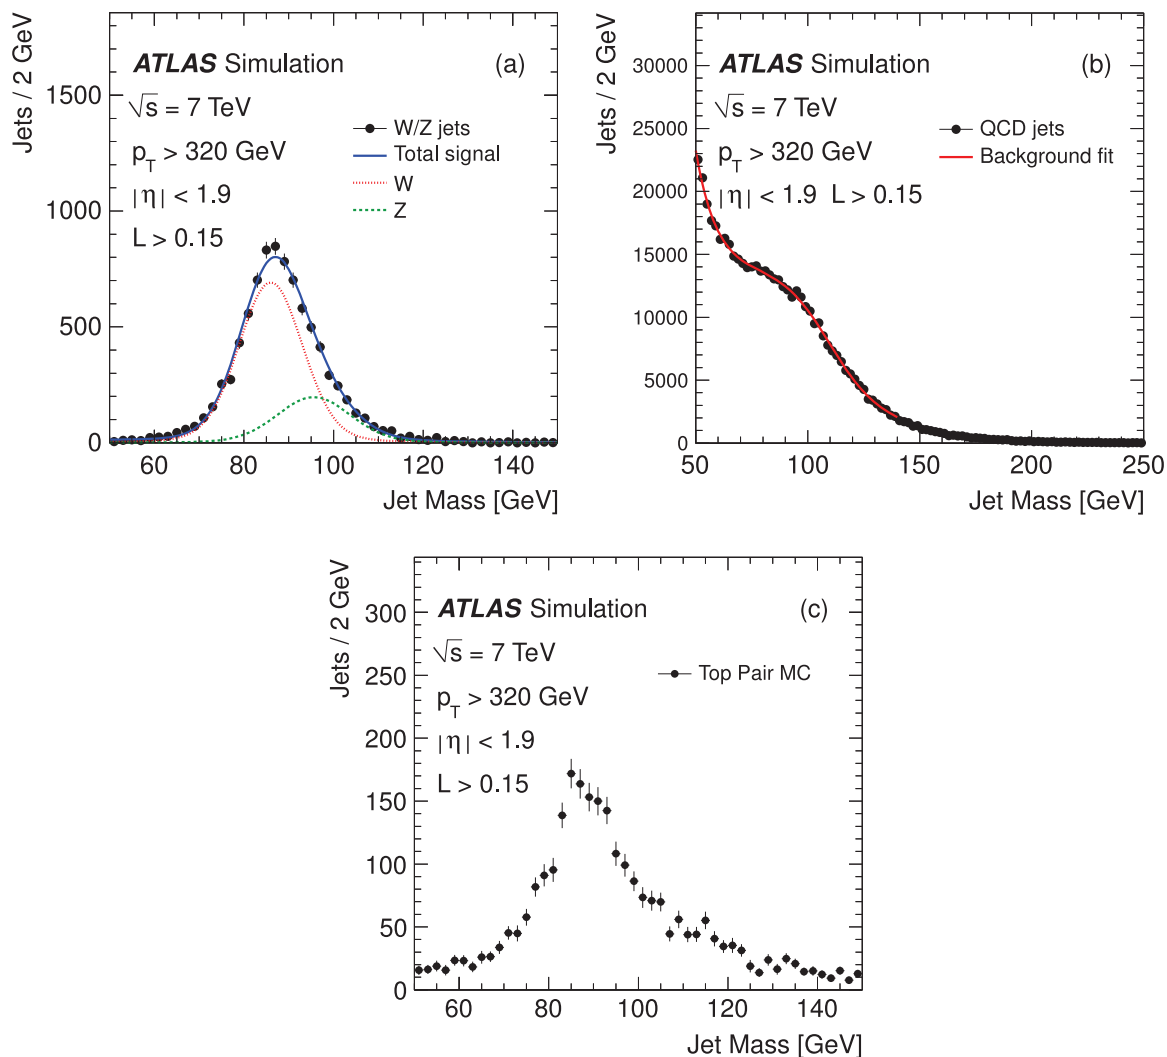 Jets / 2 GeV
ATLAS Simulation (a)
√s = 7 TeV
p_T > 320 GeV
|η| < 1.9
L > 0.15
W/Z jets
Total signal
W
Z
1500
1000
500
0
60 80 100 120 140
Jet Mass [GeV]
Jets / 2 GeV
ATLAS Simulation (b)
√s = 7 TeV
p_T > 320 GeV
|η| < 1.9 L > 0.15
QCD jets
Background fit
30000
25000
20000
15000
10000
5000
0
50 100 150 200 250
Jet Mass [GeV]
Jets / 2 GeV
ATLAS Simulation (c)
√s = 7 TeV
p_T > 320 GeV
|η| < 1.9
L > 0.15
Top Pair MC
300
250
200
150
100
50
0
60 80 100 120 140
Jet Mass [GeV]